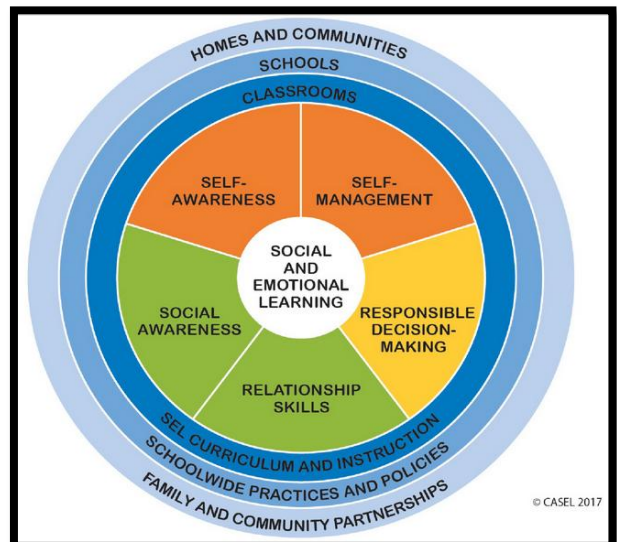 HOMES AND COMMUNITIES
SCHOOLS
CLASSROOMS
SELF-
AWARENESS
SELF-
MANAGEMENT
SOCIAL
AND
EMOTIONAL
LEARNING
SOCIAL
AWARENESS
RESPONSIBLE
DECISION-
MAKING
RELATIONSHIP
SKILLS
SEL CURRICULUM AND INSTRUCTION
SCHOOLWIDE PRACTICES AND POLICIES
FAMILY AND COMMUNITY PARTNERSHIPS
© CASEL 2017